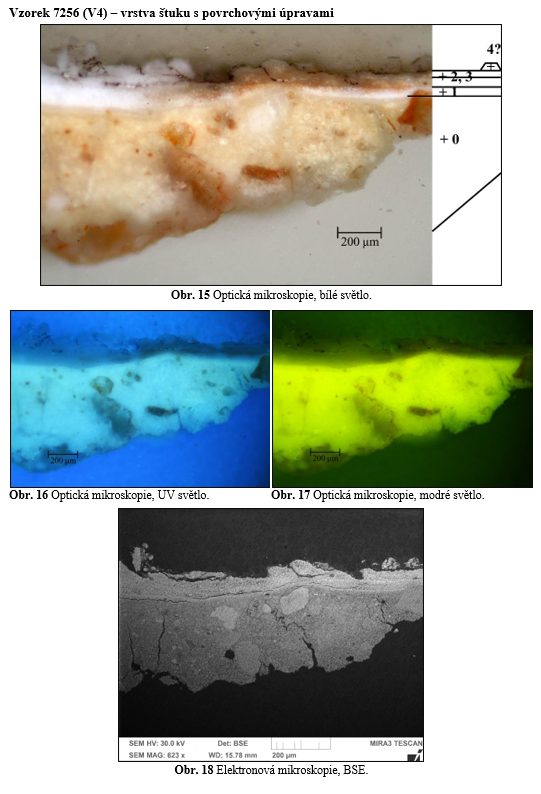 Vzorek 7256 (V4) – vrstva štuku s povrchovými úpravami
4?
+
+ 2, 3
+ 1
+ 0
200 µm
Obr. 15 Optická mikroskopie, bílé světlo.
200 µm
200 µm
Obr. 16 Optická mikroskopie, UV světlo.
Obr. 17 Optická mikroskopie, modré světlo.
SEM HV: 30.0 kV
Det: BSE
MIRA3 TESCAN
SEM MAG: 623 x
WD: 15.78 mm
200 µm
Obr. 18 Elektronová mikroskopie, BSE.